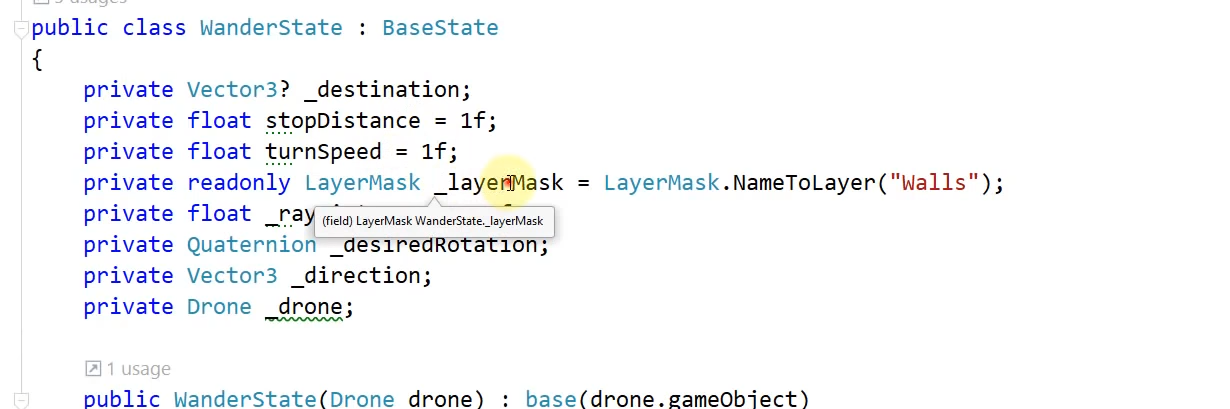 public class WanderState : BaseState
{
private Vector3? _destination;
private float stopDistance = 1f;
private float turnSpeed = 1f;
private readonly LayerMask _layerMask = LayerMask.NameToLayer("Walls");
private float _ray
(field) LayerMask WanderState._layerMask
private Quaternion _desiredRotation;
private Vector3 _direction;
private Drone _drone;
1 usage
public WanderState(Drone drone) : base(drone.gameObject)